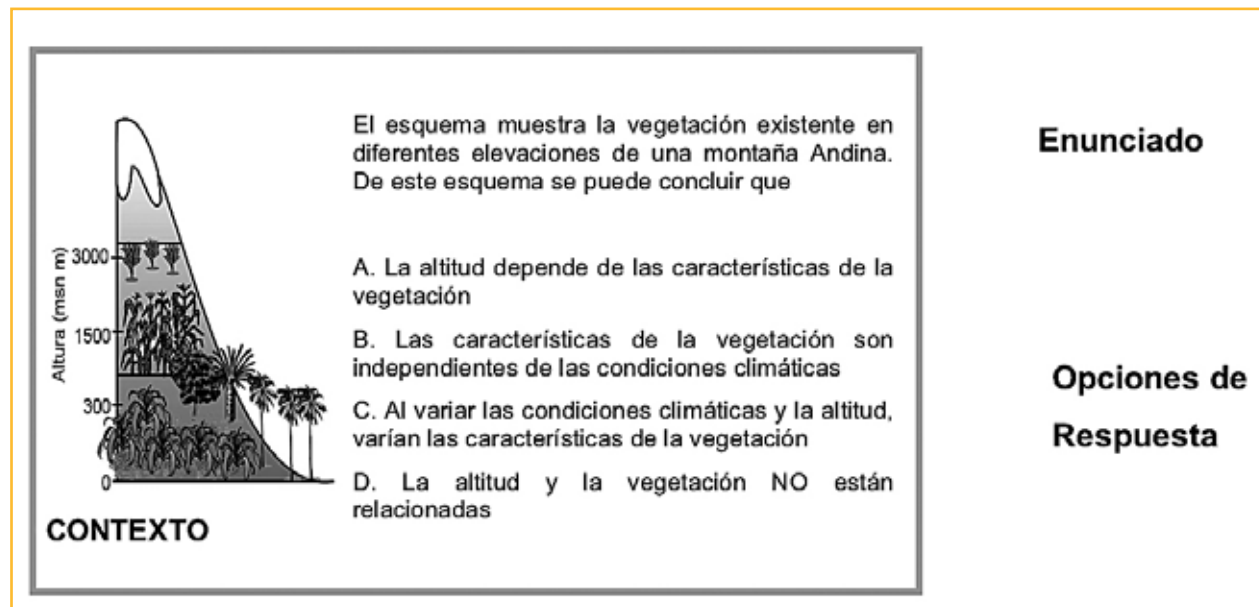 El esquema muestra la vegetación existente en
diferentes elevaciones de una montaña Andina.
De este esquema se puede concluir que
Enunciado
Altura (msn m)
3000
1500
300
0
A. La altitud depende de las características de la
vegetación
B. Las características de la vegetación son
independientes de las condiciones climáticas
C. Al variar las condiciones climáticas y la altitud,
varían las características de la vegetación
D. La altitud y la vegetación NO están
relacionadas
Opciones de
Respuesta
CONTEXTO